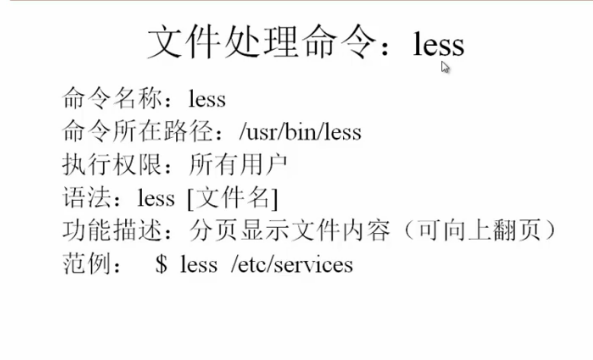 文件处理命令：less
命令名称：less
命令所在路径：/usr/bin/less
执行权限：所有用户
语法：less [文件名]
功能描述：分页显示文件内容（可向上翻页）
范例： $ less /etc/services